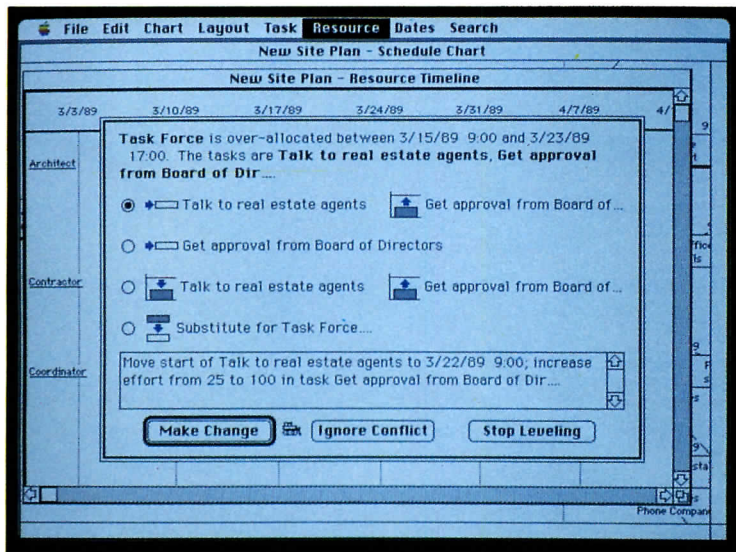 File Edit Chart Layout Task Resource Dates Search
New Site Plan - Schedule Chart
New Site Plan - Resource Timeline
3/3/89 3/10/89 3/17/89 3/24/89 3/31/89 4/7/89 4/
9
Task Force is over-allocated between 3/15/89 9:00 and 3/23/89
17:00. The tasks are Talk to real estate agents, Get approval
from Board of Dir....
Architect
Talk to real estate agents Get approval from Board of...
Get approval from Board of Directors
Contractor
Talk to real estate agents Get approval from Board of...
Substitute for Task Force....
Coordinator
Move start of Talk to real estate agents to 3/22/89 9:00; increase
effort from 25 to 100 in task Get approval from Board of Dir....
Make Change Ignore Conflict Stop Leveling
Phone Compan